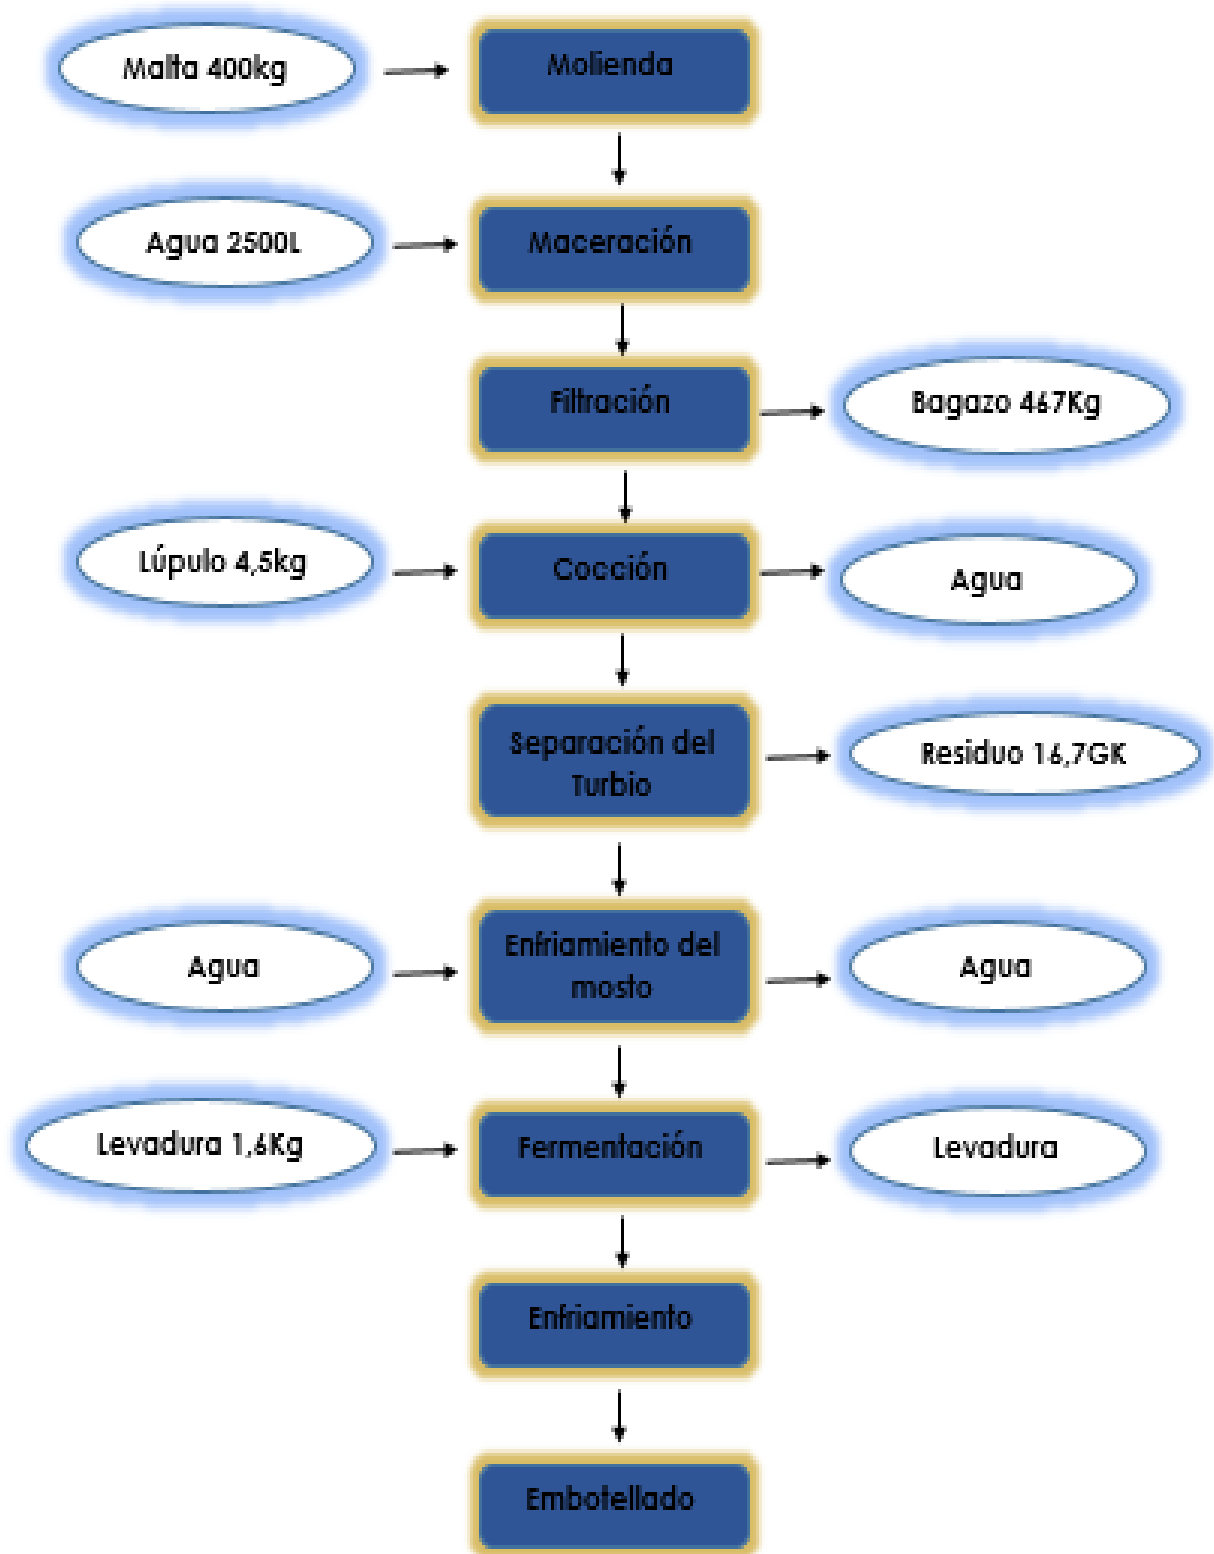 Malta 400kg
Molienda
Agua 2500L
Maceración
Filtración
Bagazo 467Kg
Lúpulo 4,5kg
Cocción
Agua
Separación del
Turbio
Residuo 16,7GK
Agua
Enfriamiento del
mosto
Agua
Levadura 1,6Kg
Fermentación
Levadura
Enfriamiento
Embotellado